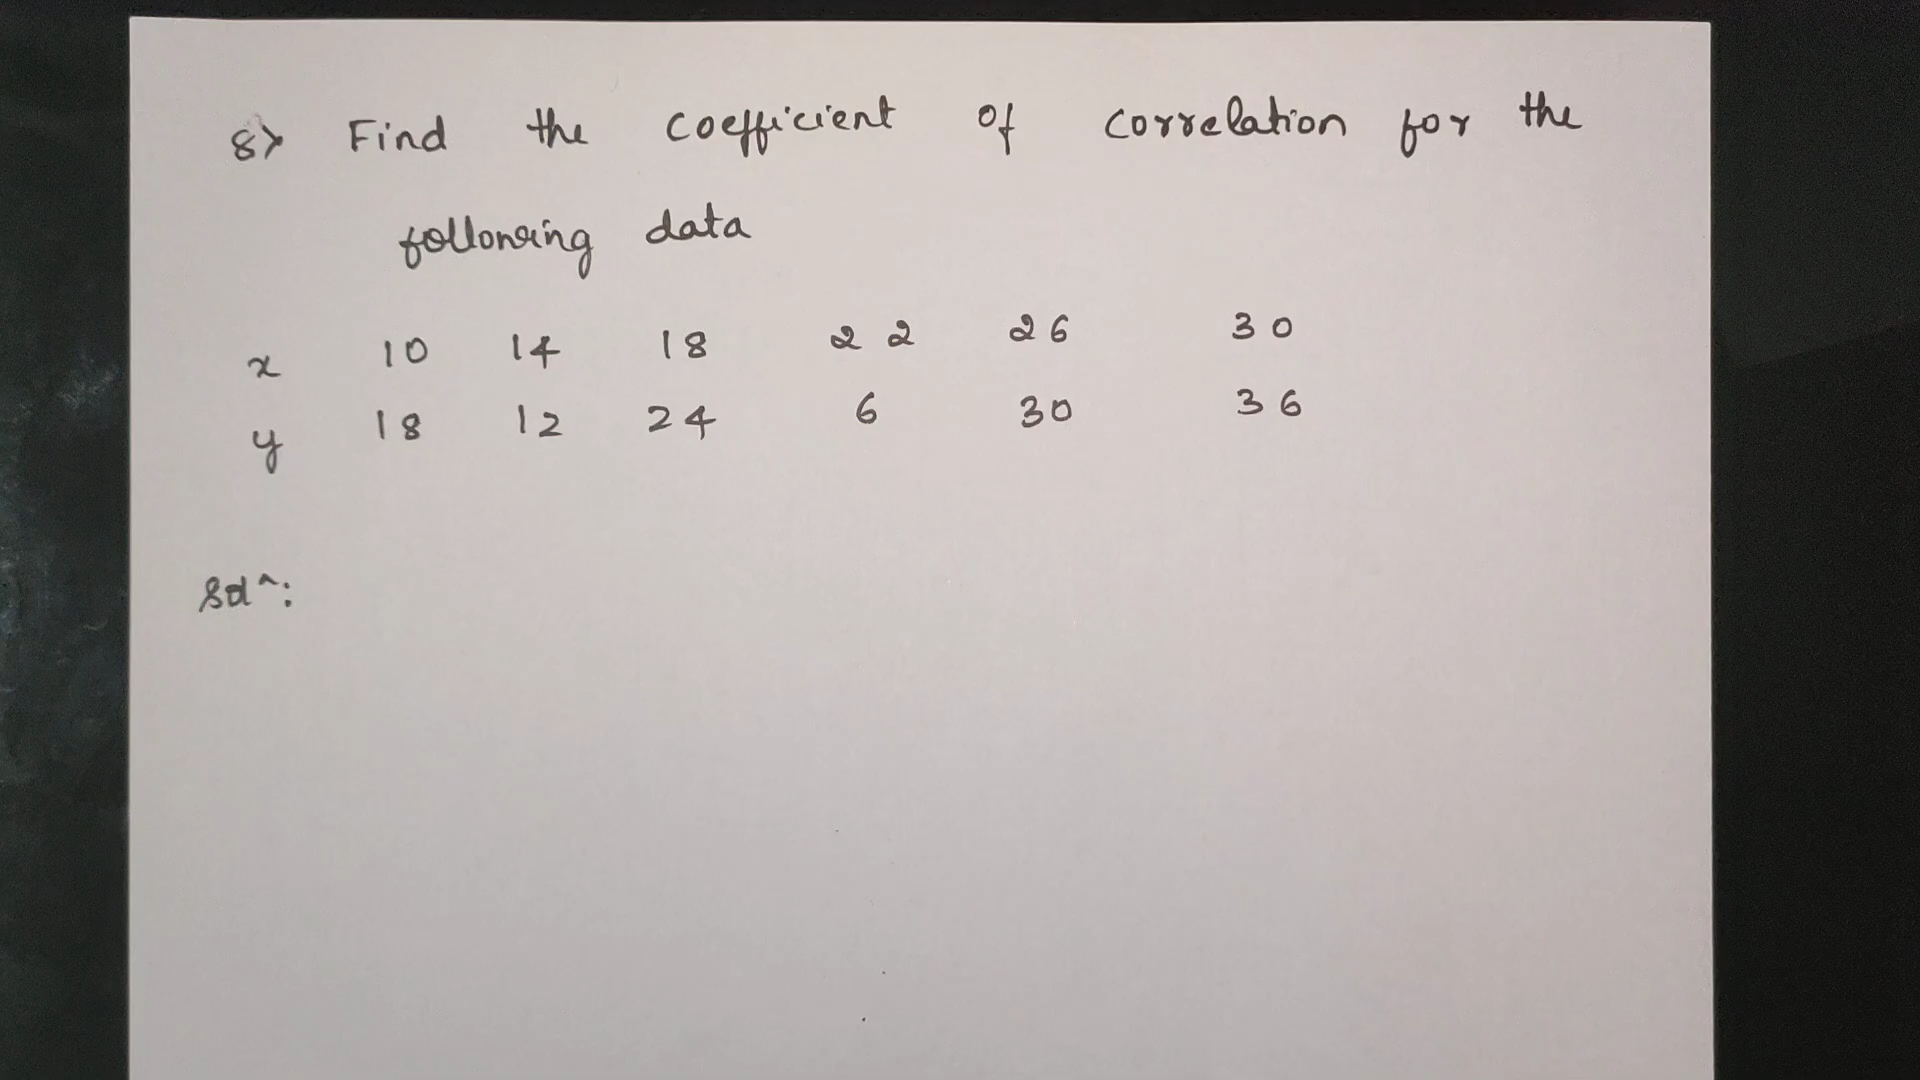 8> Find the coefficient of correlation for the
following data
x 10 14 18 22 26 30
y 18 12 24 6 30 36
Solⁿ: